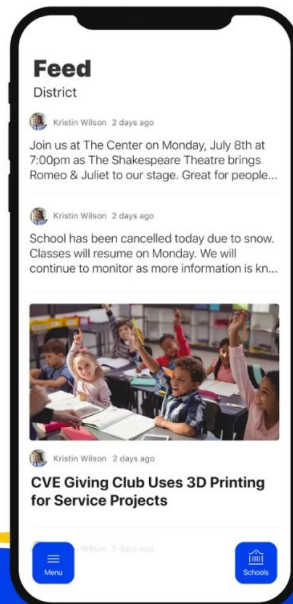 Feed
District
Kristin Wilson 2 days ago
Join us at The Center on Monday, July 8th at
7:00pm as The Shakespeare Theatre brings
Romeo & Juliet to our stage. Great for people...
Kristin Wilson 2 days ago
School has been cancelled today due to snow.
Classes will resume on Monday. We will
continue to monitor as more information is kn...
Kristin Wilson 2 days ago
CVE Giving Club Uses 3D Printing
for Service Projects
Wilson 2 days ago
Menu
Schools